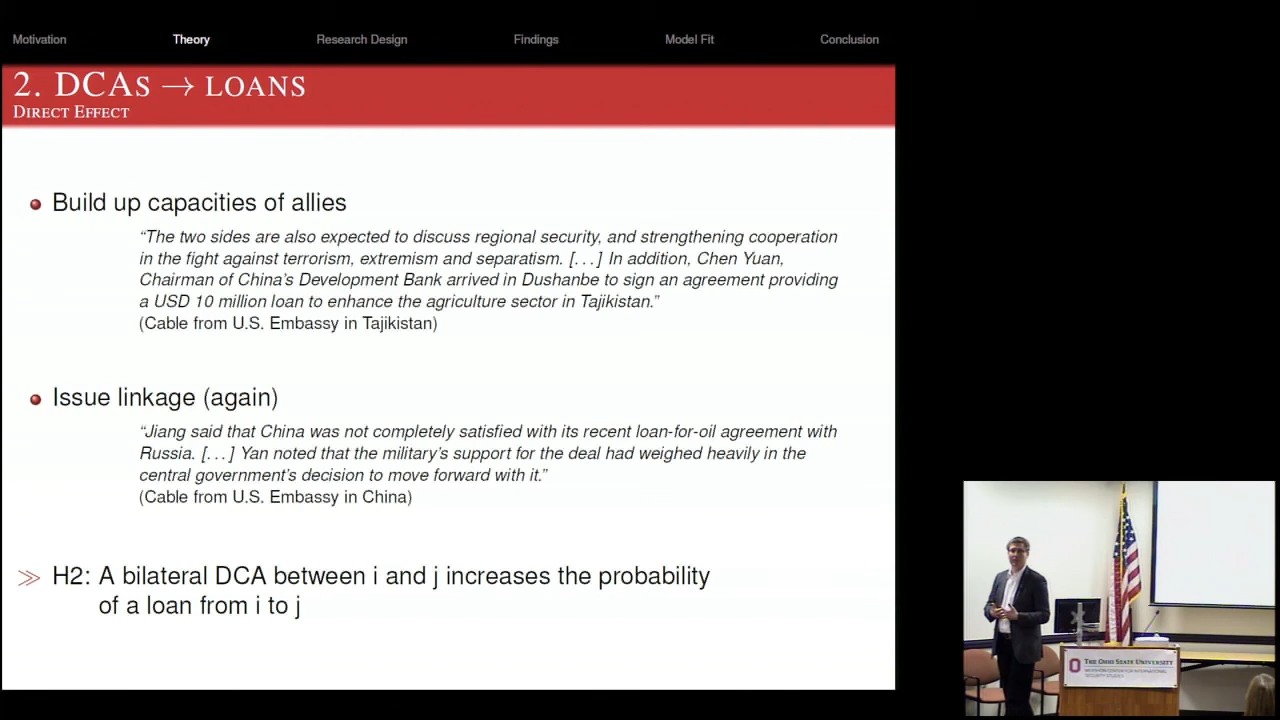 Motivation Theory Research Design Findings Model Fit Conclusion
2. DCAs → LOANS
DIRECT EFFECT
Build up capacities of allies
“The two sides are also expected to discuss regional security, and strengthening cooperation
in the fight against terrorism, extremism and separatism. [...] In addition, Chen Yuan,
Chairman of China’s Development Bank arrived in Dushanbe to sign an agreement providing
a USD 10 million loan to enhance the agriculture sector in Tajikistan.”
(Cable from U.S. Embassy in Tajikistan)
Issue linkage (again)
“Jiang said that China was not completely satisfied with its recent loan-for-oil agreement with
Russia. [...] Yan noted that the military’s support for the deal had weighed heavily in the
central government’s decision to move forward with it.”
(Cable from U.S. Embassy in China)
≫ H2: A bilateral DCA between i and j increases the probability
of a loan from i to j
THE OHIO STATE UNIVERSITY
MERSHON CENTER FOR INTERNATIONAL
SECURITY STUDIES